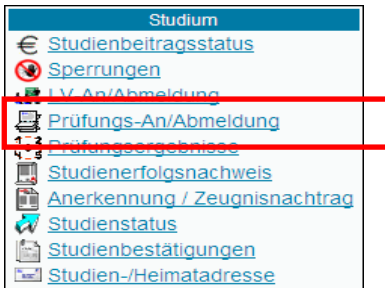 Studium
Studienbeitragsstatus
Sperrungen
LV-An/Abmeldung
Prüfungs-An/Abmeldung
Prüfungsergebnisse
Studienerfolgsnachweis
Anerkennung / Zeugnisnachtrag
Studienstatus
Studienbestätigungen
Studien-/Heimatadresse